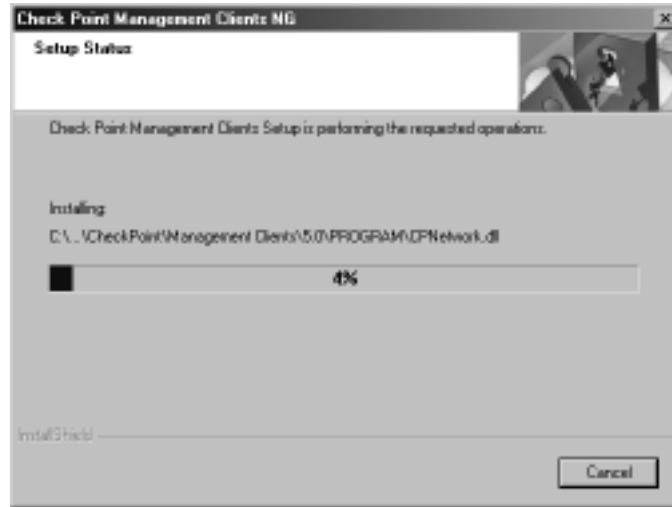 Check Point Management Clients NG
Setup Status
Check Point Management Clients Setup is performing the requested operations.
Installing:
C:\...\CheckPoint\Management Clients\5.0\PROGRAM\CPNetwork.dll
4%
InstallShield
Cancel